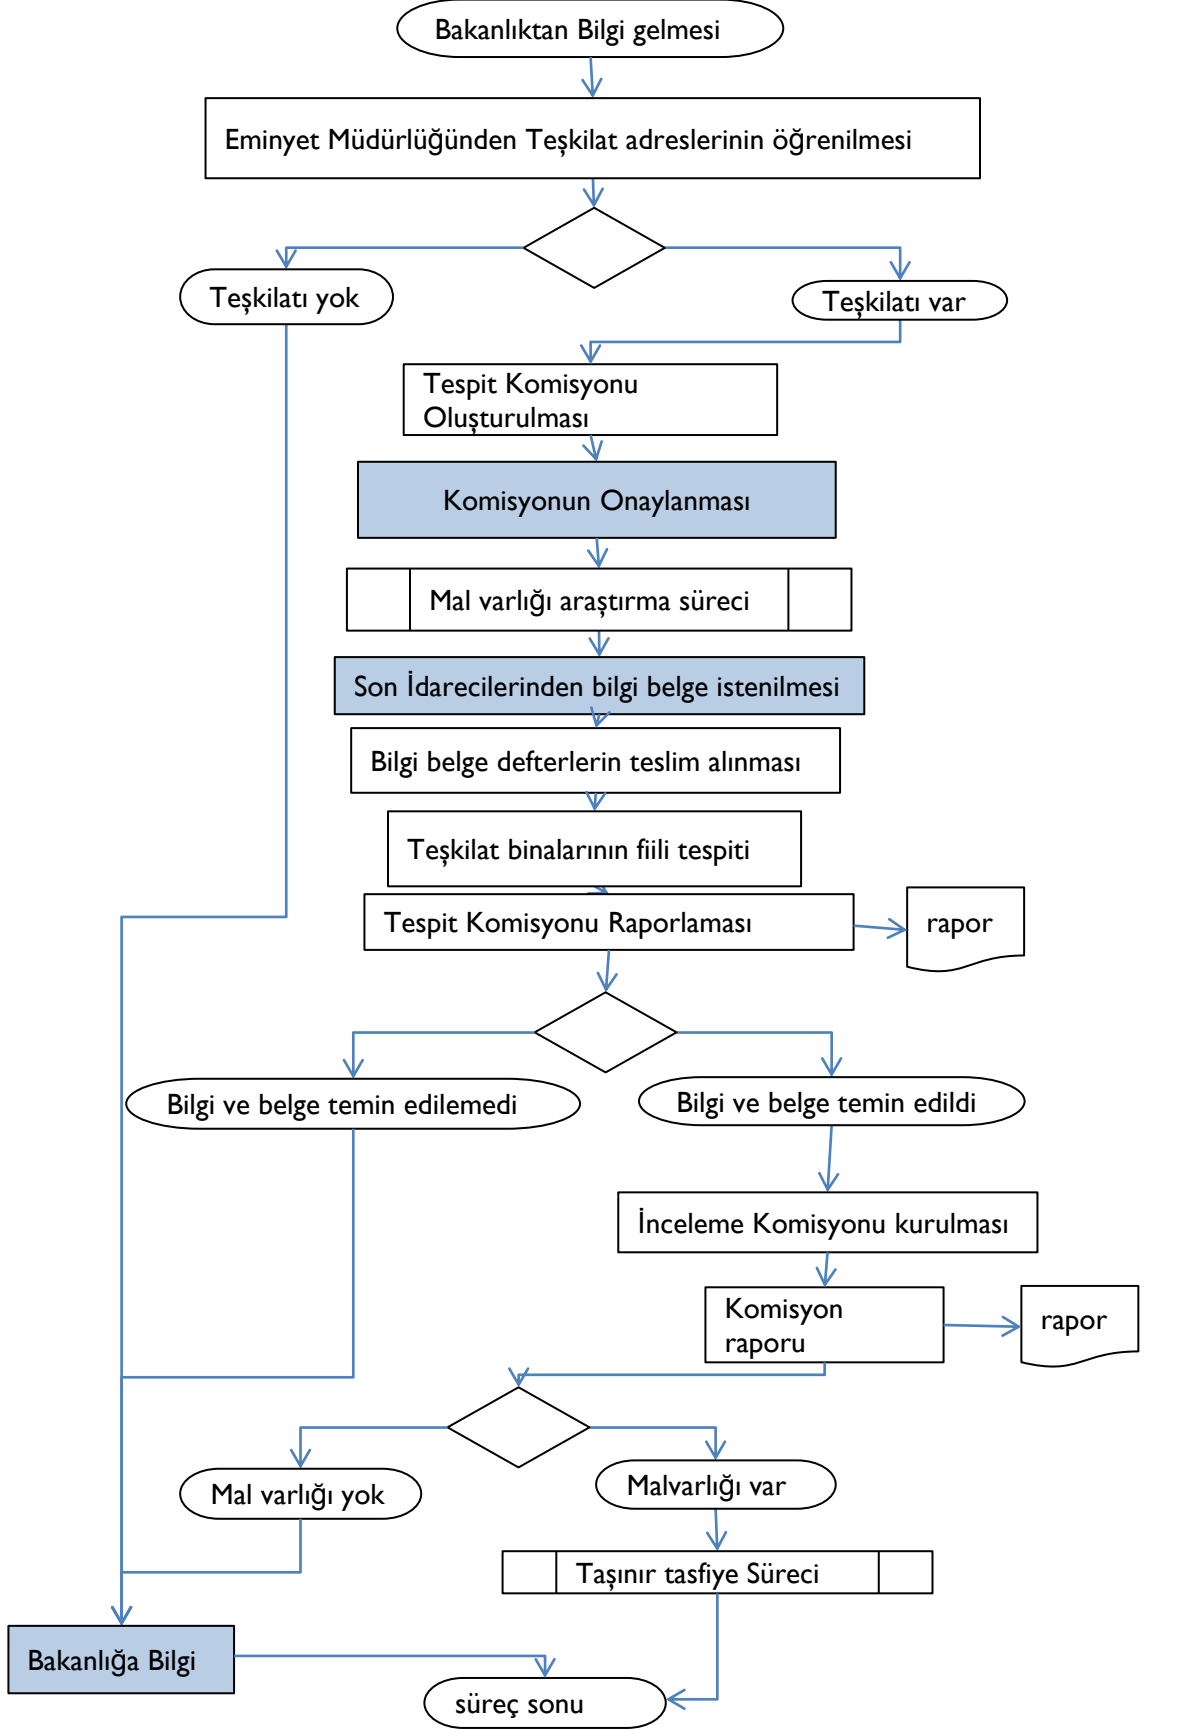 Bakanlıktan Bilgi gelmesi
Eminyet Müdürlüğünden Teşkilat adreslerinin öğrenilmesi
Teşkilatı yok
Teşkilatı var
Tespit Komisyonu
Oluşturulması
Komisyonun Onaylanması
Mal varlığı araştırma süreci
Son İdarecilerinden bilgi belge istenilmesi
Bilgi belge defterlerin teslim alınması
Teşkilat binalarının fiili tespiti
Tespit Komisyonu Raporlaması
rapor
Bilgi ve belge temin edilemedi
Bilgi ve belge temin edildi
İnceleme Komisyonu kurulması
Komisyon
raporu
rapor
Mal varlığı yok
Malvarlığı var
Taşınır tasfiye Süreci
Bakanlığa Bilgi
süreç sonu